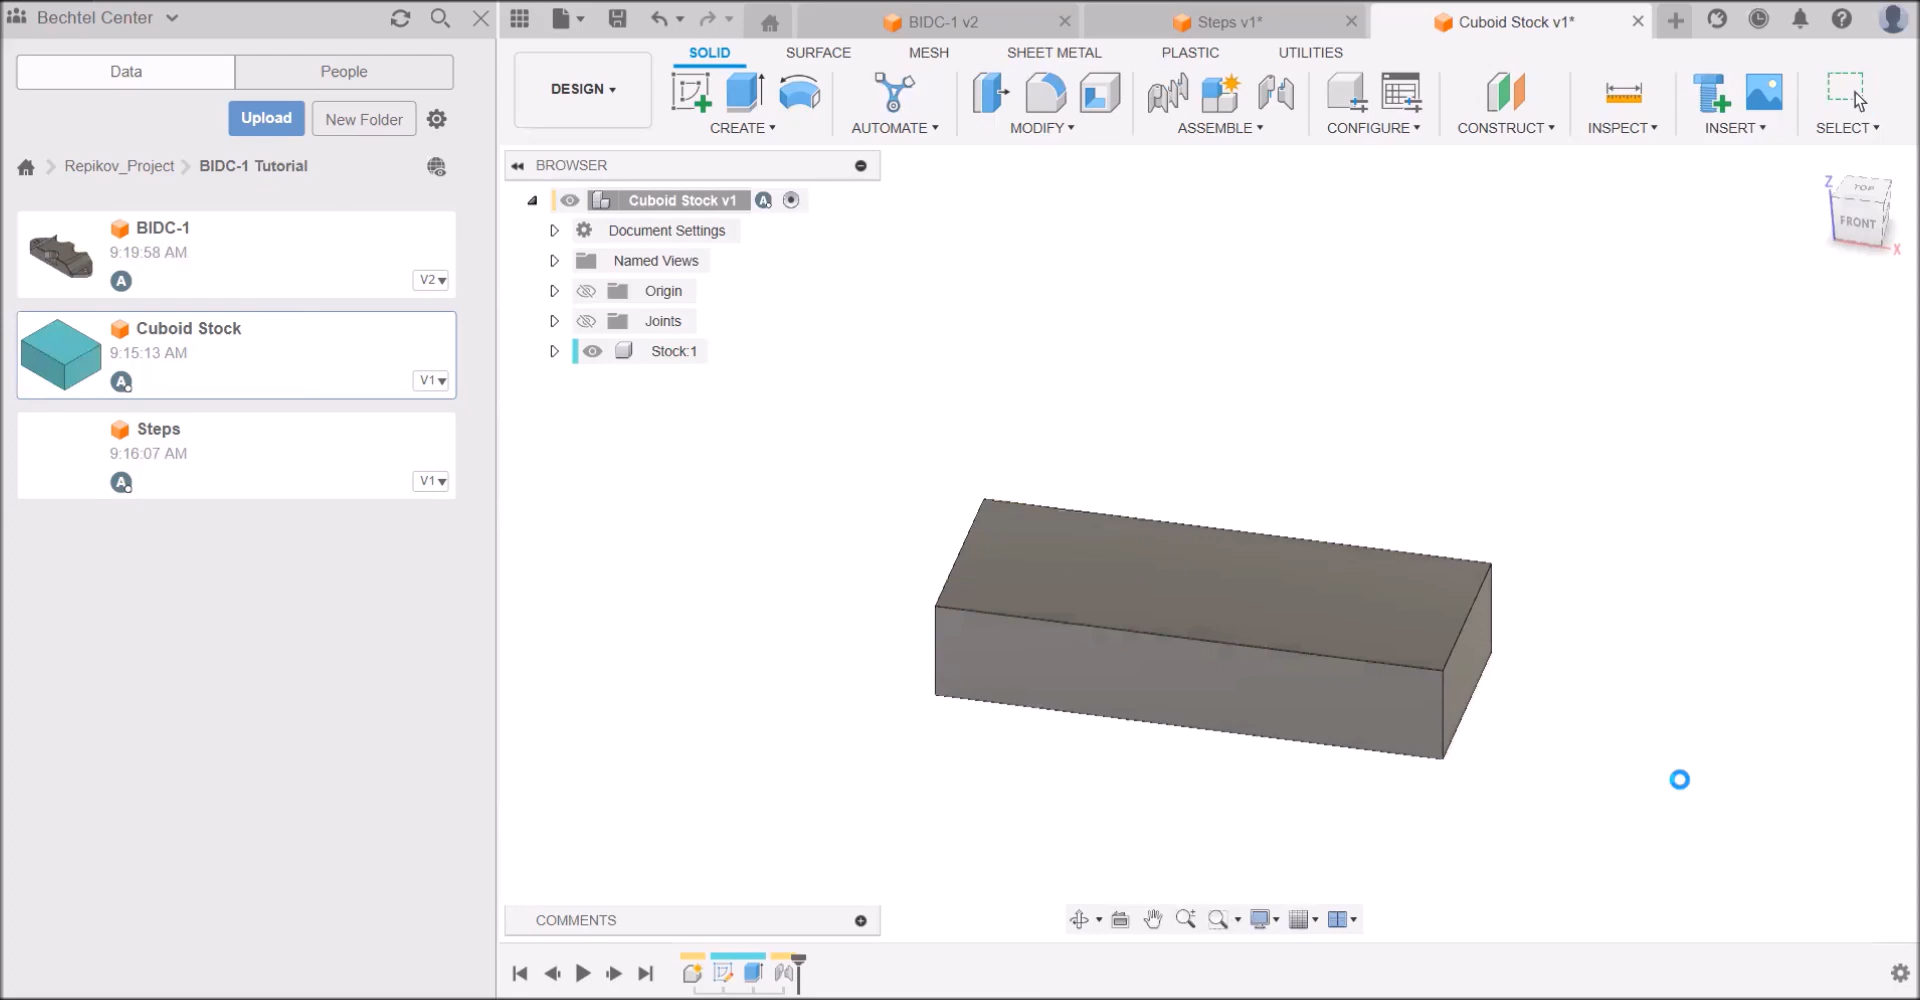 Bechtel Center
BIDC-1 v2
Steps v1*
Cuboid Stock v1*
Data
People
Upload
New Folder
Repikov_Project
BIDC-1 Tutorial
BIDC-1
9:19:58 AM
A
V2
Cuboid Stock
9:15:13 AM
A
V1
Steps
9:16:07 AM
A
V1
SOLID
SURFACE
MESH
SHEET METAL
PLASTIC
UTILITIES
DESIGN
CREATE
AUTOMATE
MODIFY
ASSEMBLE
CONFIGURE
CONSTRUCT
INSPECT
INSERT
SELECT
BROWSER
Cuboid Stock v1
A
Document Settings
Named Views
Origin
Joints
Stock:1
Z
TOP
FRONT
X
COMMENTS